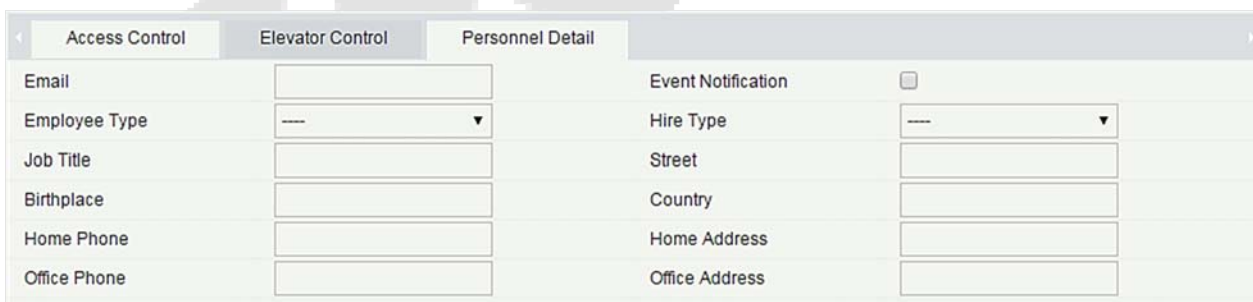 Access Control Elevator Control Personnel Detail
Email Event Notification
Employee Type ---- Hire Type ----
Job Title Street
Birthplace Country
Home Phone Home Address
Office Phone Office Address